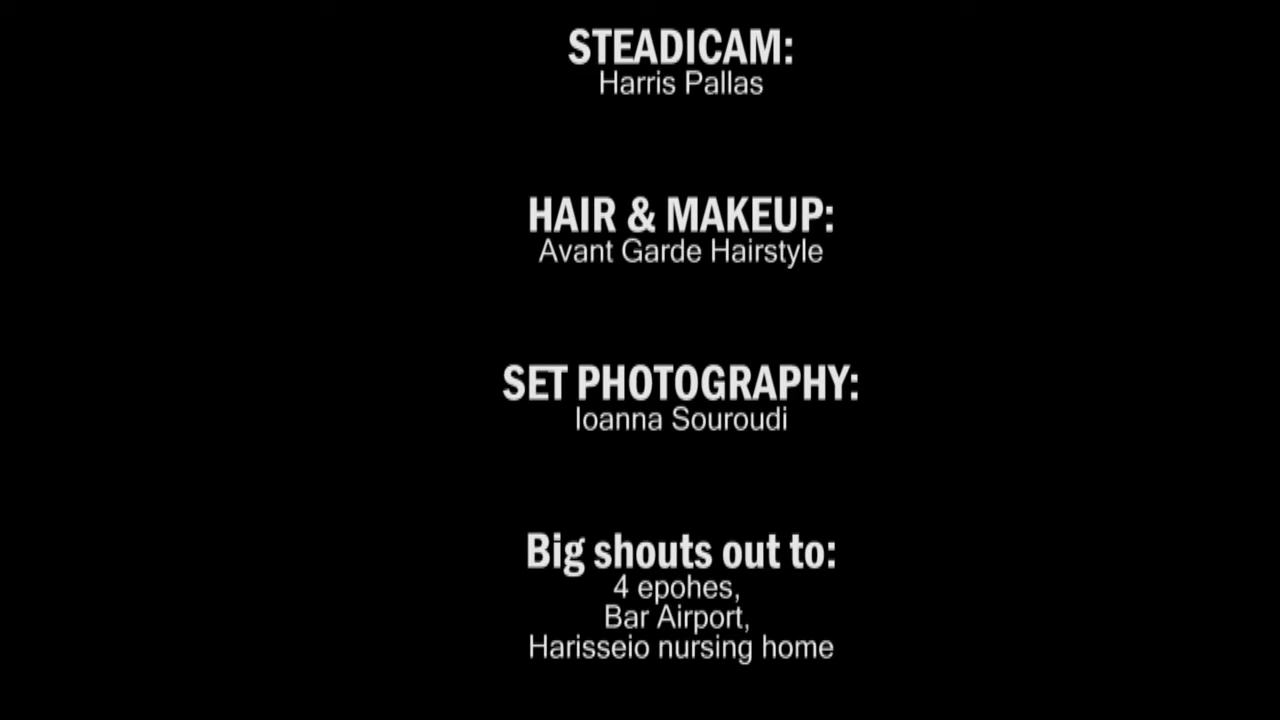 STEADICAM:
Harris Pallas
HAIR & MAKEUP:
Avant Garde Hairstyle
SET PHOTOGRAPHY:
Ioanna Souroudi
Big shouts out to:
4 epohes,
Bar Airport,
Harisseio nursing home